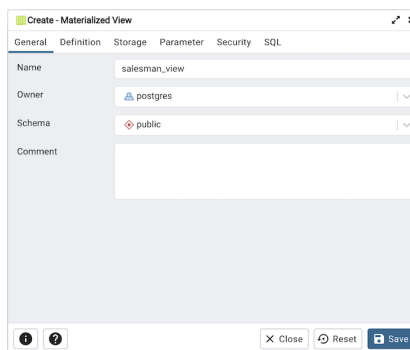 Create - Materialized View
General Definition Storage Parameter Security SQL
Name salesman_view
Owner postgres
Schema public
Comment
Close Reset Save